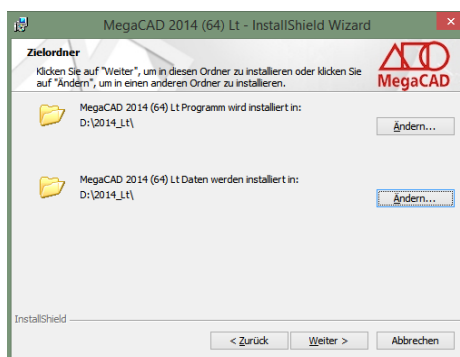 MegaCAD 2014 (64) Lt - InstallShield Wizard
Zielordner
Klicken Sie auf "Weiter", um in diesen Ordner zu installieren oder klicken Sie
auf "Ändern", um in einen anderen Ordner zu installieren.
MegaCAD
MegaCAD 2014 (64) Lt Programm wird installiert in:
D:\2014_Lt\
Ändern...
MegaCAD 2014 (64) Lt Daten werden installiert in:
D:\2014_Lt\
Ändern...
InstallShield
< Zurück
Weiter >
Abbrechen